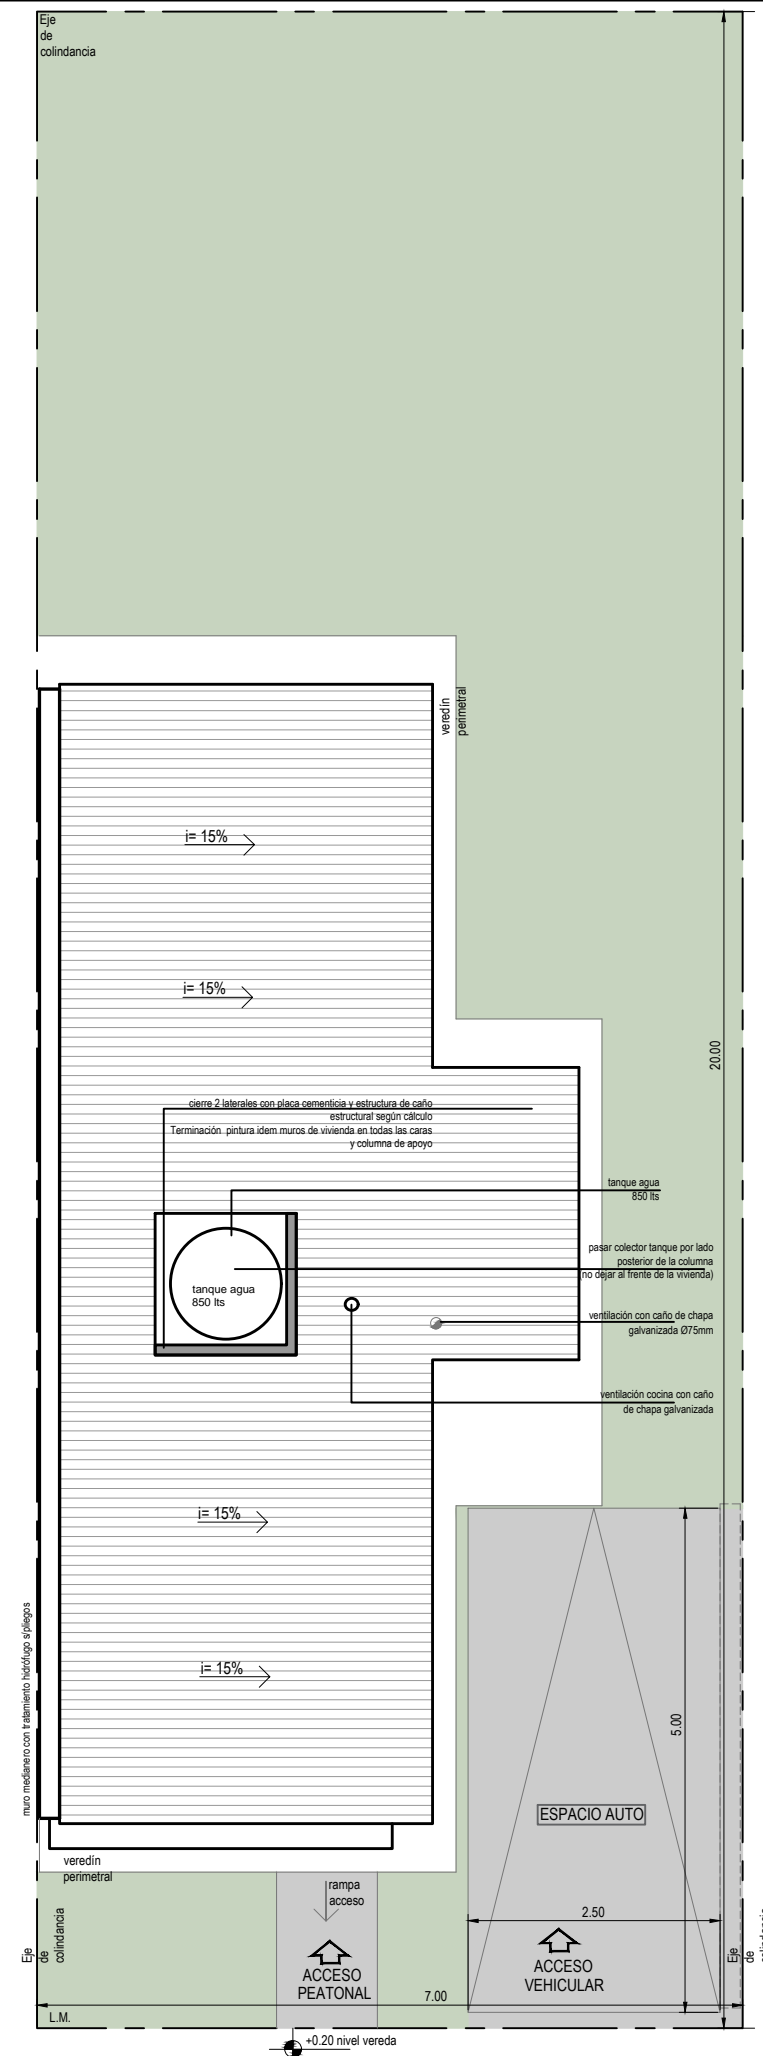 Eje
de
colindancia
veredín
perimetral
i= 15%
i= 15%
20.00
cierre 2 laterales con placa cementicia y estructura de caño
estructural según cálculo
Terminación pintura idem muros de vivienda en todas las caras
y columna de apoyo
tanque agua
850 lts
pasar colector tanque por lado
posterior de la columna
(no dejar al frente de la vivienda)
tanque agua
850 lts
ventilación con caño de chapa
galvanizada Ø75mm
ventilación cocina con caño
de chapa galvanizada
i= 15%
muro medianero con tratamiento hidrófugo s/pliegos
i= 15%
5.00
ESPACIO AUTO
veredín
perimetral
rampa
acceso
2.50
Eje
de
colindancia
Eje
de
colindancia
ACCESO
PEATONAL
ACCESO
VEHICULAR
7.00
L.M.
+0.20 nivel vereda